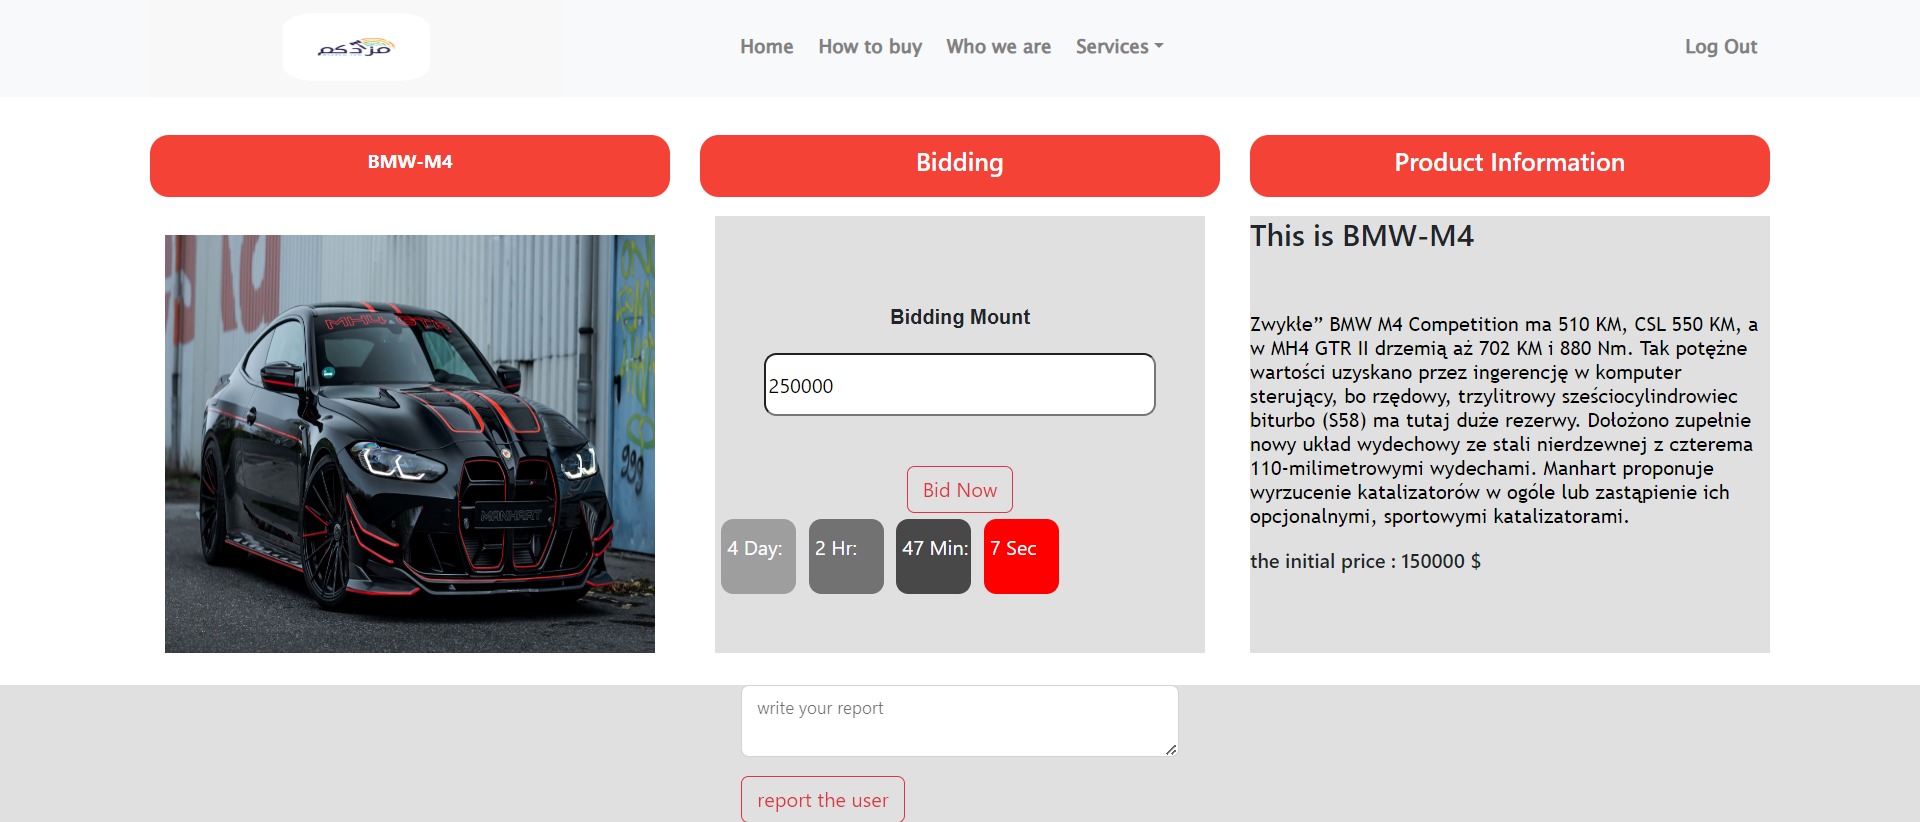 مزادكم
Home
How to buy
Who we are
Services
Log Out
BMW-M4
MH4 GTR
MANHART
Bidding
Bidding Mount
250000
Bid Now
4 Day:
2 Hr:
47 Min:
7 Sec
Product Information
This is BMW-M4
Zwykłe” BMW M4 Competition ma 510 KM, CSL 550 KM, a
w MH4 GTR II drzemią aż 702 KM i 880 Nm. Tak potężne
wartości uzyskano przez ingerencję w komputer
sterujący, bo rzędowy, trzylitrowy sześciocylindrowiec
biturbo (S58) ma tutaj duże rezerwy. Dołożono zupełnie
nowy układ wydechowy ze stali nierdzewnej z czterema
110-milimetrowymi wydechami. Manhart proponuje
wyrzucenie katalizatorów w ogóle lub zastąpienie ich
opcjonalnymi, sportowymi katalizatorami.
the initial price : 150000 $
write your report
report the user